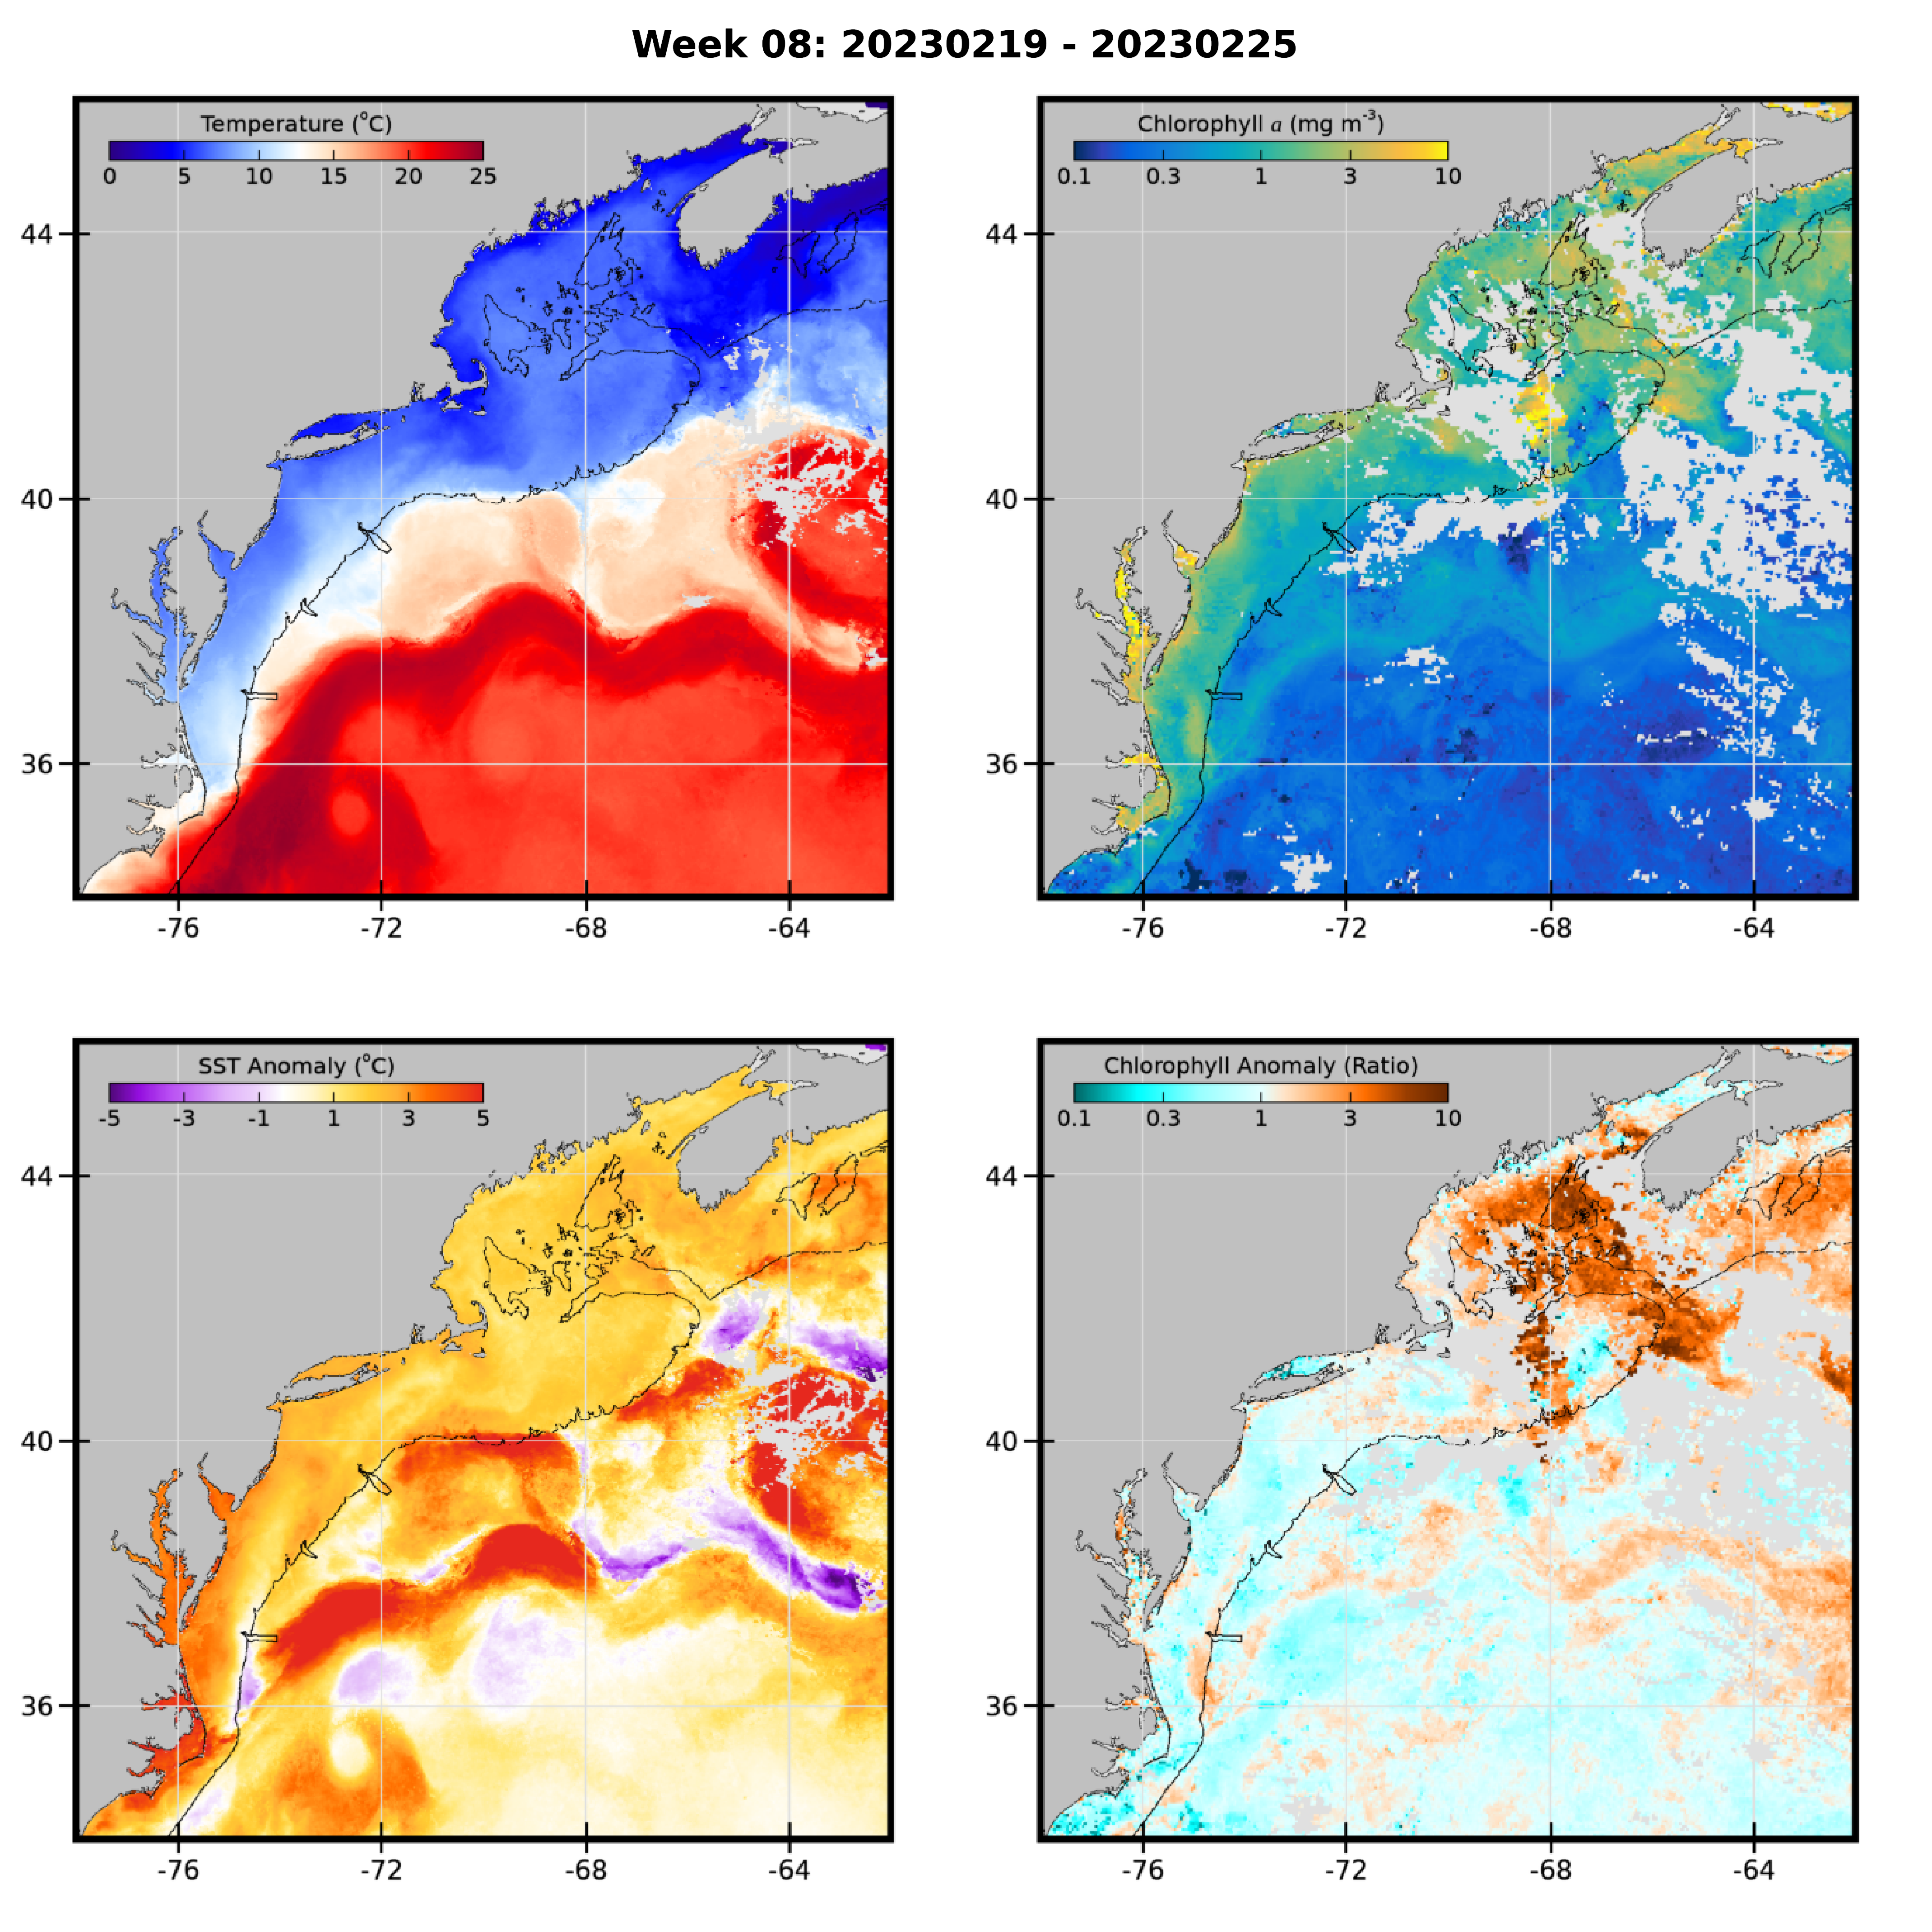 Week 08: 20230219 - 20230225
Temperature (°C)
0 5 10 15 20 25
44
40
36
-76 -72 -68 -64
Chlorophyll a (mg m⁻³)
0.1 0.3 1 3 10
44
40
36
-76 -72 -68 -64
SST Anomaly (°C)
-5 -3 -1 1 3 5
44
40
36
-76 -72 -68 -64
Chlorophyll Anomaly (Ratio)
0.1 0.3 1 3 10
44
40
36
-76 -72 -68 -64